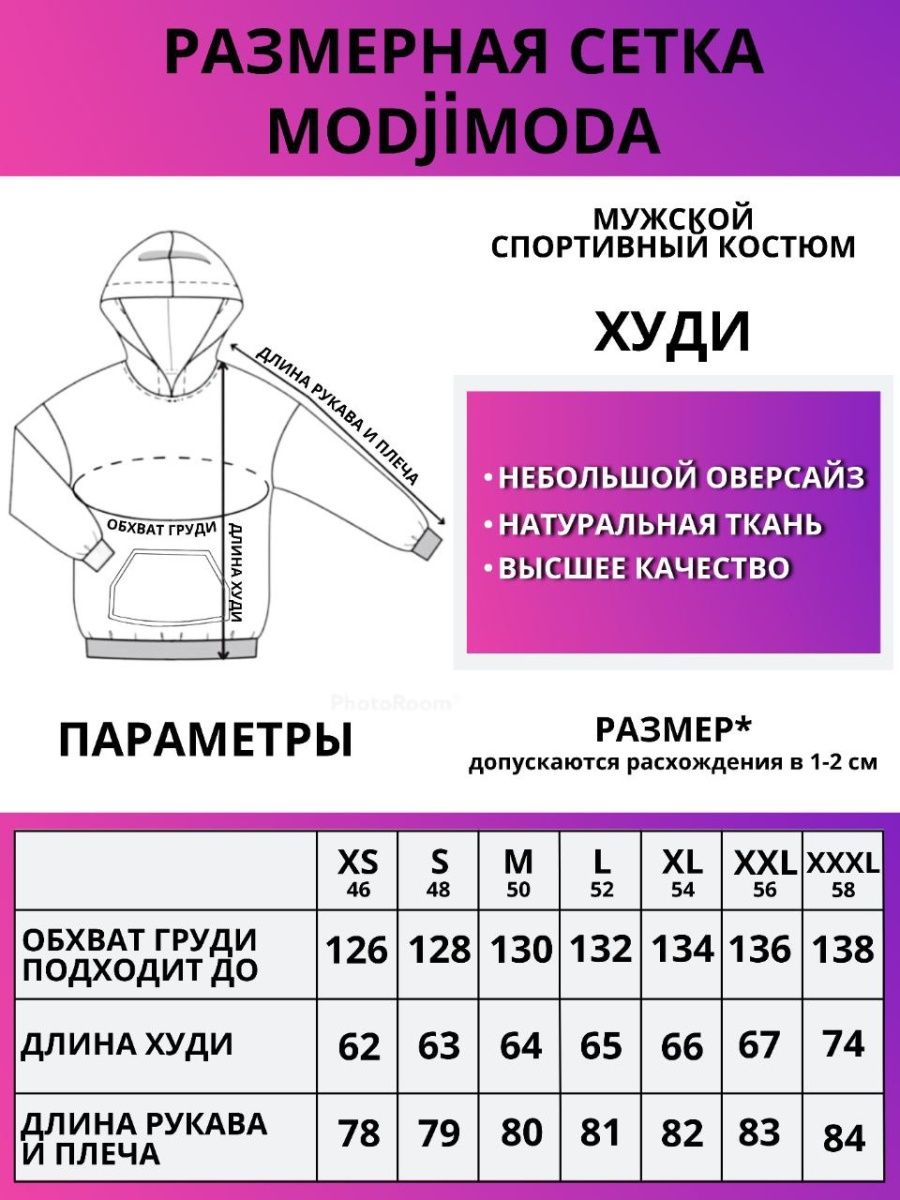 РАЗМЕРНАЯ СЕТКА
MODjiMODA
МУЖСКОЙ
СПОРТИВНЫЙ КОСТЮМ
ХУДИ
ДЛИНА РУКАВА И ПЛЕЧА
ОБХВАТ ГРУДИ
ДЛИНА ХУДИ
• НЕБОЛЬШОЙ ОВЕРСАЙЗ
• НАТУРАЛЬНАЯ ТКАНЬ
• ВЫСШЕЕ КАЧЕСТВО
PhotoRoom
ПАРАМЕТРЫ
РАЗМЕР*
допускаются расхождения в 1-2 см
XS S M L XL XXL XXXL
46 48 50 52 54 56 58
ОБХВАТ ГРУДИ
ПОДХОДИТ ДО 126 128 130 132 134 136 138
ДЛИНА ХУДИ 62 63 64 65 66 67 74
ДЛИНА РУКАВА
И ПЛЕЧА 78 79 80 81 82 83 84